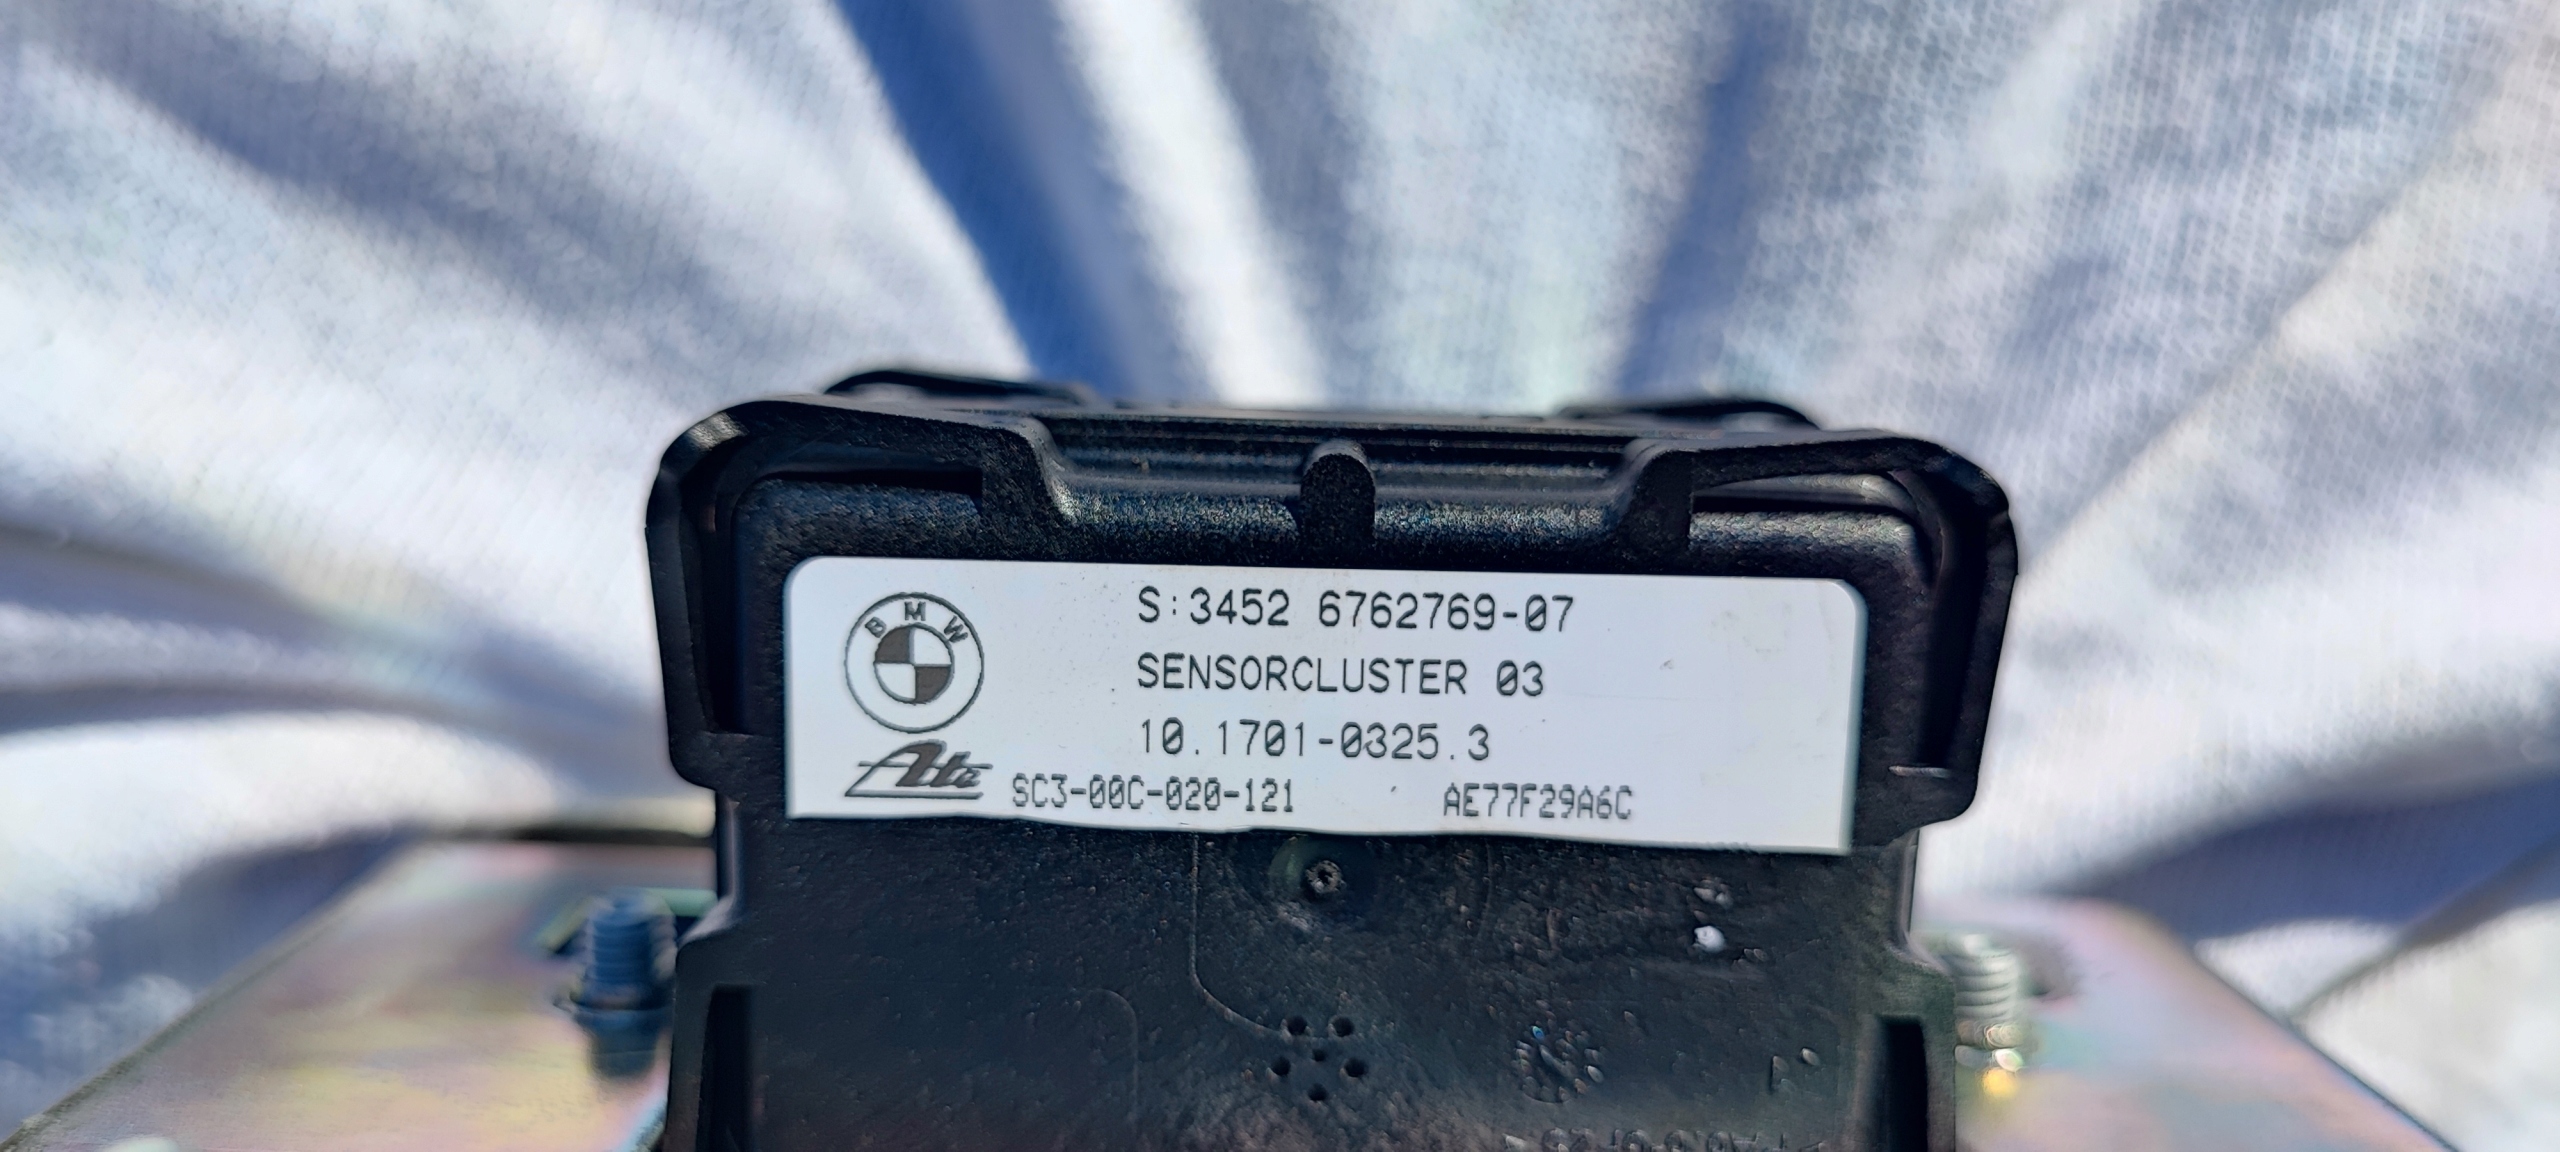 BMW
S:3452 6762769-07
SENSORCLUSTER 03
10.1701-0325.3
Ate SC3-00C-020-121 AE77F29A6C